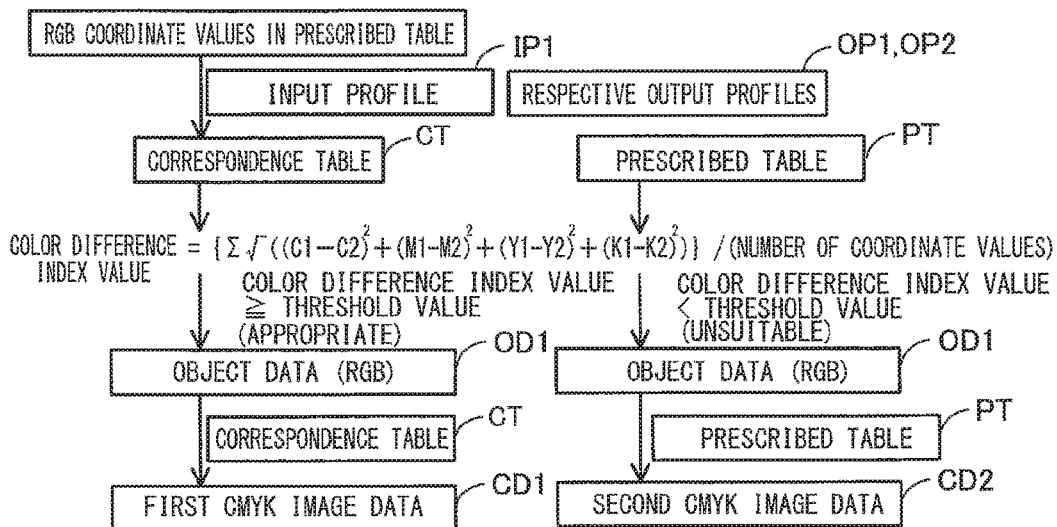 RGB COORDINATE VALUES IN PRESCRIBED TABLE
IP1
OP1,OP2
INPUT PROFILE
RESPECTIVE OUTPUT PROFILES
CT
PT
CORRESPONDENCE TABLE
PRESCRIBED TABLE
COLOR DIFFERENCE INDEX VALUE = {Σ√((C1−C2)²+(M1-M2)²+(Y1-Y2)²+(K1-K2)²)} /(NUMBER OF COORDINATE VALUES)
COLOR DIFFERENCE INDEX VALUE
≧ THRESHOLD VALUE
(APPROPRIATE)
COLOR DIFFERENCE INDEX VALUE
< THRESHOLD VALUE
(UNSUITABLE)
OD1
OD1
OBJECT DATA (RGB)
OBJECT DATA (RGB)
CT
PT
CORRESPONDENCE TABLE
PRESCRIBED TABLE
CD1
CD2
FIRST CMYK IMAGE DATA
SECOND CMYK IMAGE DATA